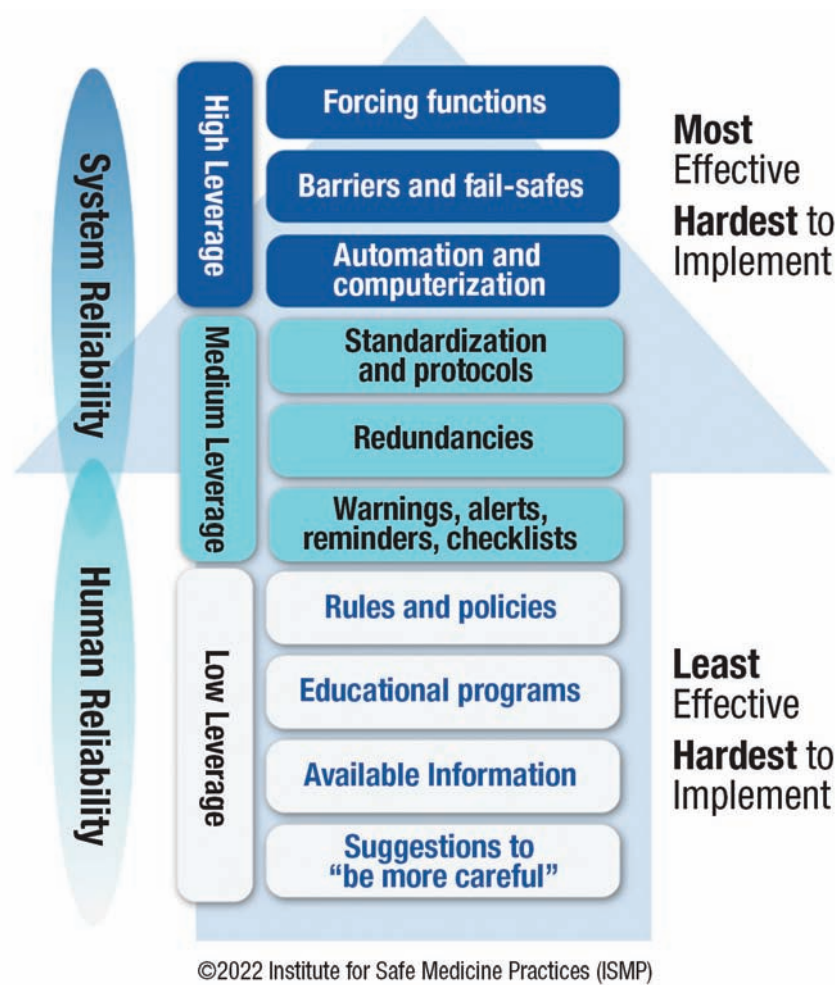 System Reliability
Human Reliability
High Leverage
Forcing functions
Barriers and fail-safes
Automation and
computerization
Medium Leverage
Standardization
and protocols
Redundancies
Warnings, alerts,
reminders, checklists
Low Leverage
Rules and policies
Educational programs
Available Information
Suggestions to
“be more careful”
Most
Effective
Hardest to
Implement
Least
Effective
Hardest to
Implement
©2022 Institute for Safe Medicine Practices (ISMP)